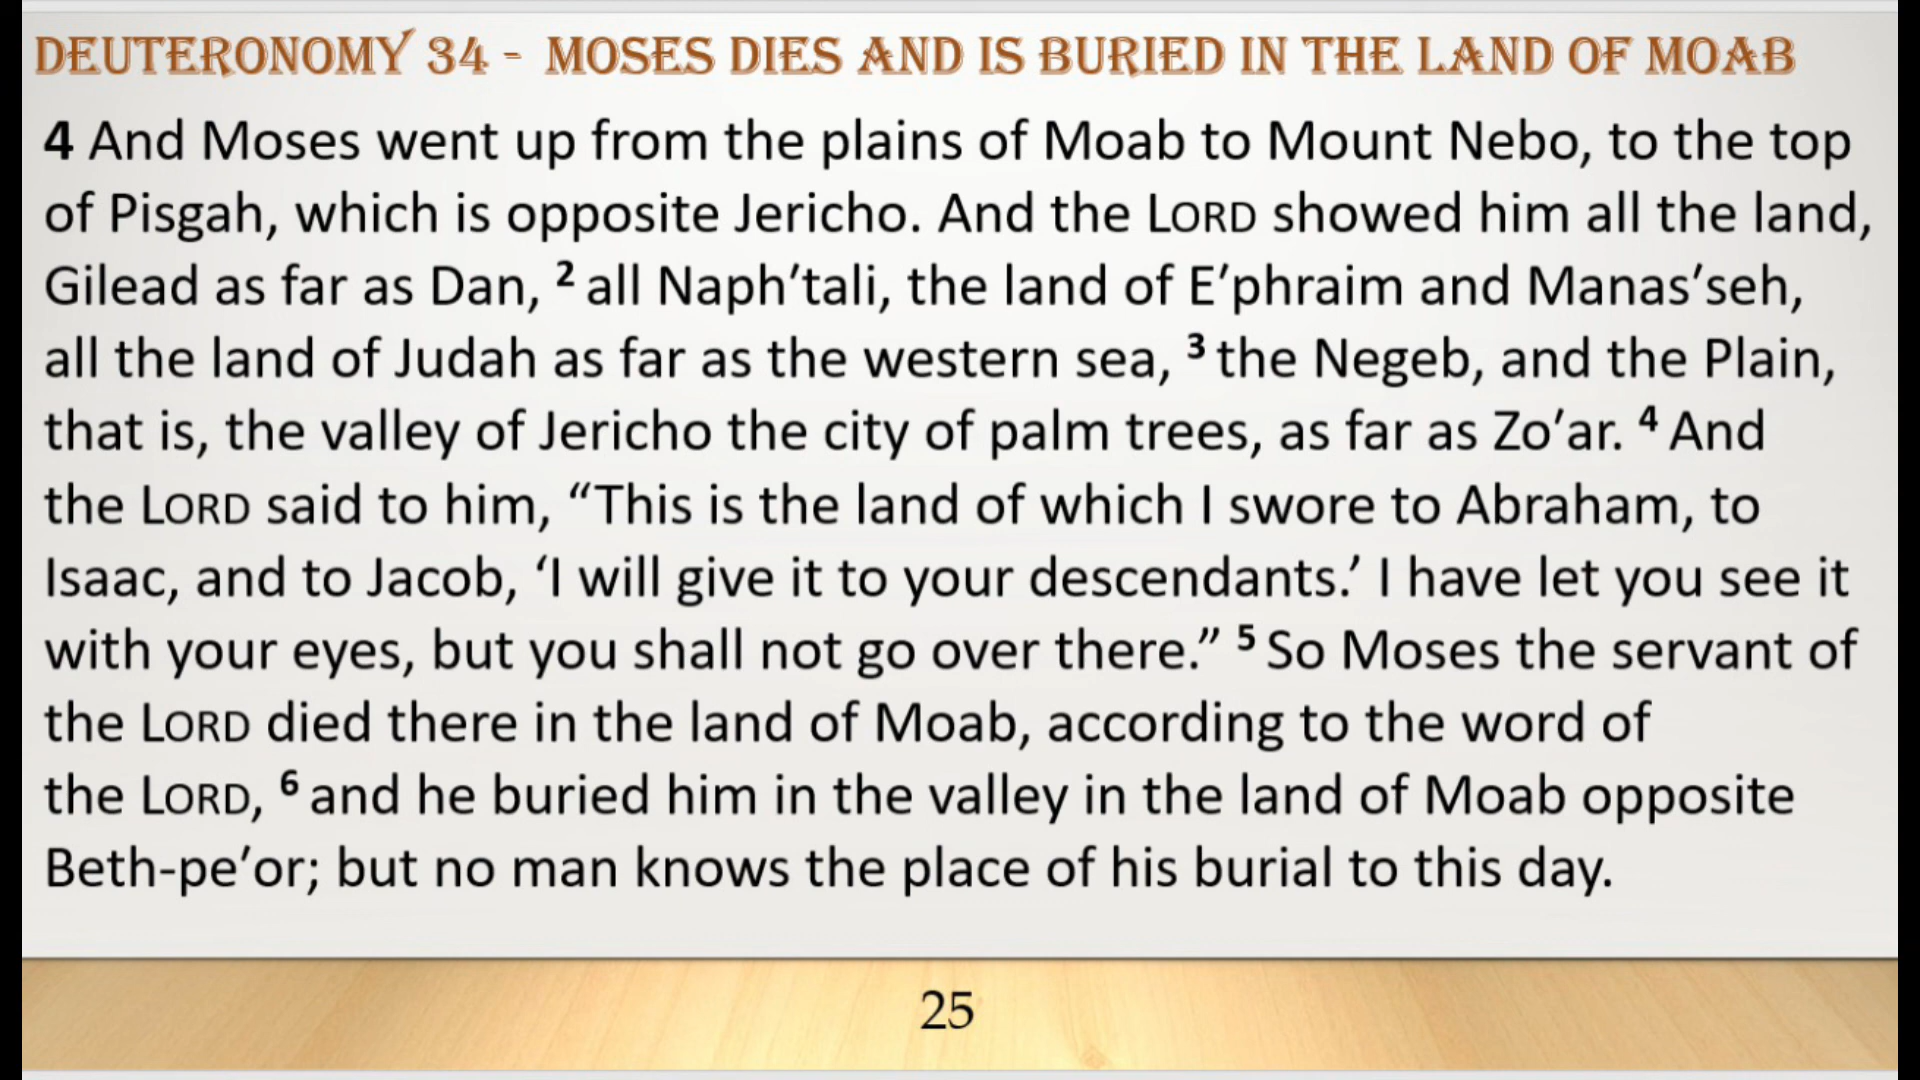 DEUTERONOMY 34 - MOSES DIES AND IS BURIED IN THE LAND OF MOAB
4 And Moses went up from the plains of Moab to Mount Nebo, to the top
of Pisgah, which is opposite Jericho. And the LORD showed him all the land,
Gilead as far as Dan, ² all Naph′tali, the land of E′phraim and Manas′seh,
all the land of Judah as far as the western sea, ³ the Negeb, and the Plain,
that is, the valley of Jericho the city of palm trees, as far as Zo′ar. ⁴ And
the LORD said to him, “This is the land of which I swore to Abraham, to
Isaac, and to Jacob, ‘I will give it to your descendants.’ I have let you see it
with your eyes, but you shall not go over there.” ⁵ So Moses the servant of
the LORD died there in the land of Moab, according to the word of
the LORD, ⁶ and he buried him in the valley in the land of Moab opposite
Beth-pe′or; but no man knows the place of his burial to this day.
25